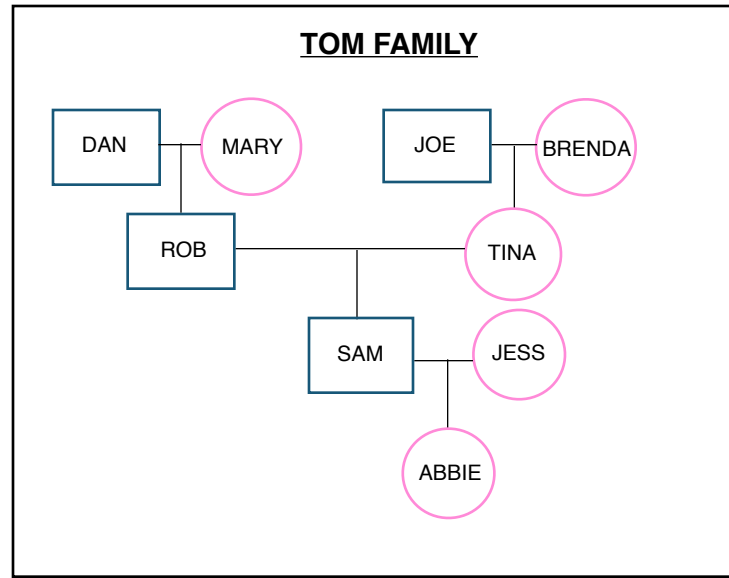 TOM FAMILY
DAN
MARY
JOE
BRENDA
ROB
TINA
SAM
JESS
ABBIE